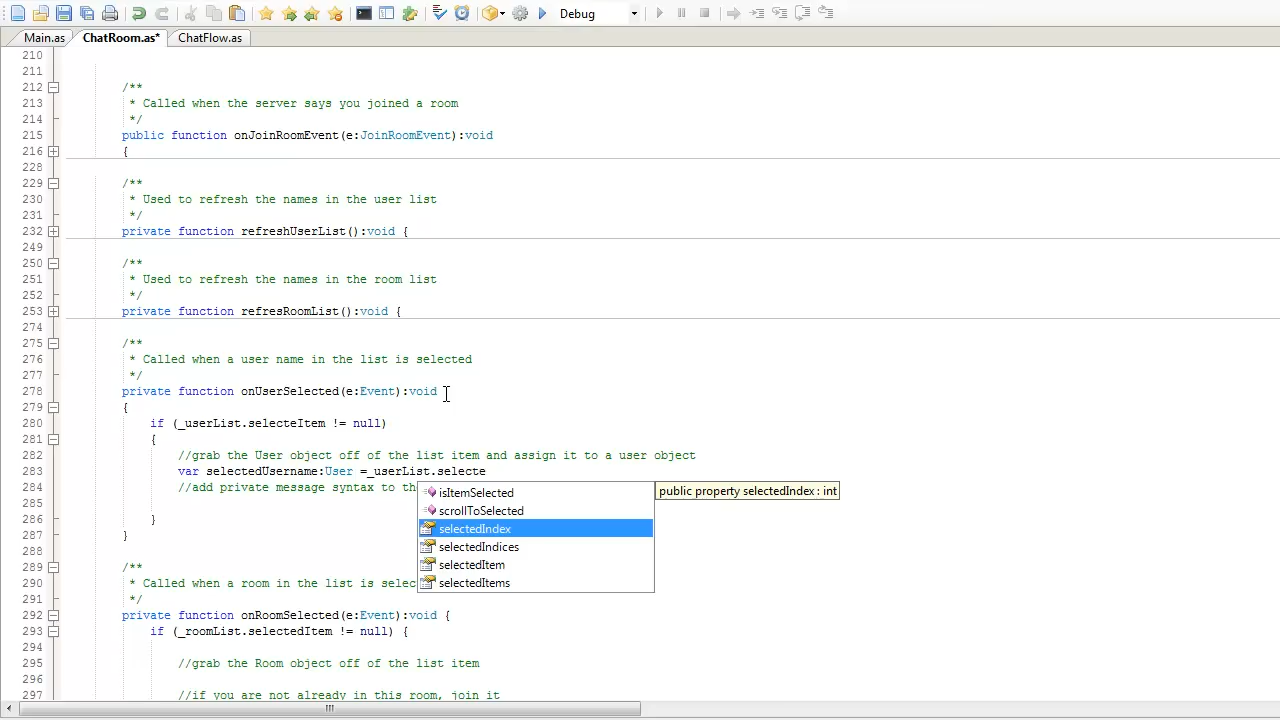 Debug
Main.as ChatRoom.as* ChatFlow.as
210
211
212 /**
213 * Called when the server says you joined a room
214 */
215 public function onJoinRoomEvent(e:JoinRoomEvent):void
216 {
228
229 /**
230 * Used to refresh the names in the user list
231 */
232 private function refreshUserList():void {
249
250 /**
251 * Used to refresh the names in the room list
252 */
253 private function refresRoomList():void {
274
275 /**
276 * Called when a user name in the list is selected
277 */
278 private function onUserSelected(e:Event):void
279 {
280 if (_userList.selecteItem != null)
281 {
282 //grab the User object off of the list item and assign it to a user object
283 var selectedUsername:User =_userList.selecte
284 //add private message syntax to th
285
286 }
287 }
288
289 /**
290 * Called when a room in the list is selec
291 */
292 private function onRoomSelected(e:Event):void {
293 if (_roomList.selectedItem != null) {
294
295 //grab the Room object off of the list item
296
297 //if you are not already in this room, join it
isItemSelected
scrollToSelected
selectedIndex
selectedIndices
selectedItem
selectedItems
public property selectedIndex : int